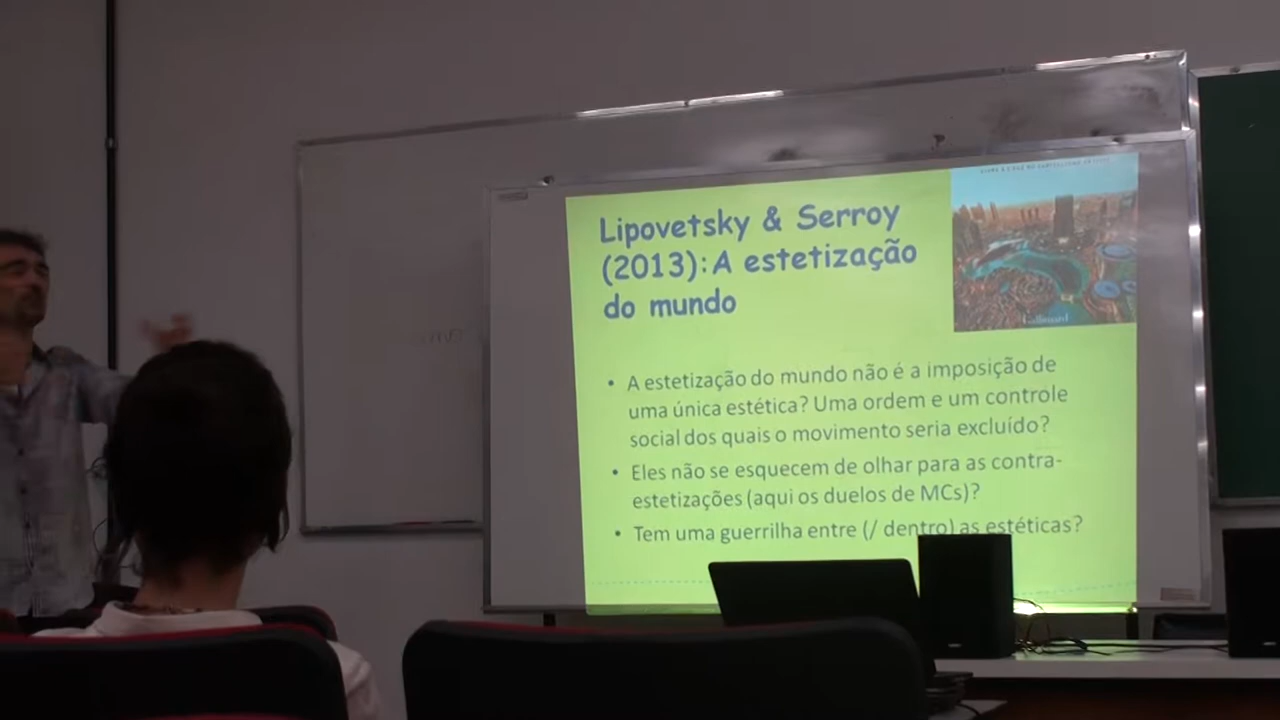 Lipovetsky & Serroy
(2013): A estetização
do mundo
Gallimard
• A estetização do mundo não é a imposição de
uma única estética? Uma ordem e um controle
social dos quais o movimento seria excluído?
• Eles não se esquecem de olhar para as contra-
estetizações (aqui os duelos de MCs)?
• Tem uma guerrilha entre (/ dentro) as estéticas?